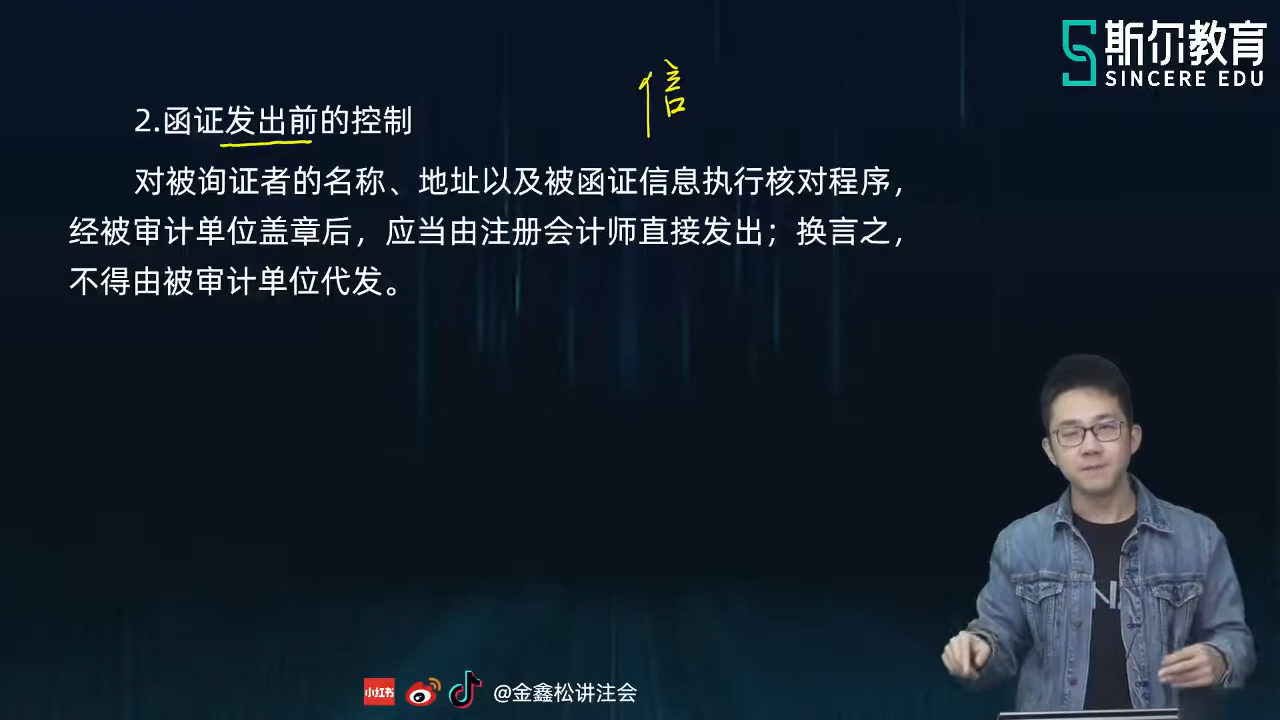 斯尔教育
SINCERE EDU
信
2.函证发出前的控制
对被询证者的名称、地址以及被函证信息执行核对程序，
经被审计单位盖章后，应当由注册会计师直接发出；换言之，
不得由被审计单位代发。
小红书
@金鑫松讲注会